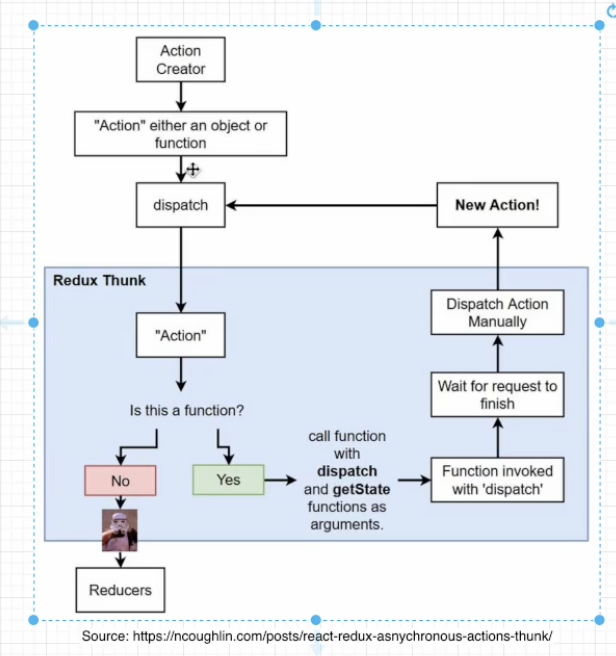 Action
Creator
"Action" either an object or
function
dispatch
New Action!
Redux Thunk
"Action"
Is this a function?
No
Yes
call function
with
dispatch
and getState
functions as
arguments.
Function invoked
with 'dispatch'
Wait for request to
finish
Dispatch Action
Manually
Reducers
Source: https://ncoughlin.com/posts/react-redux-asnychronous-actions-thunk/